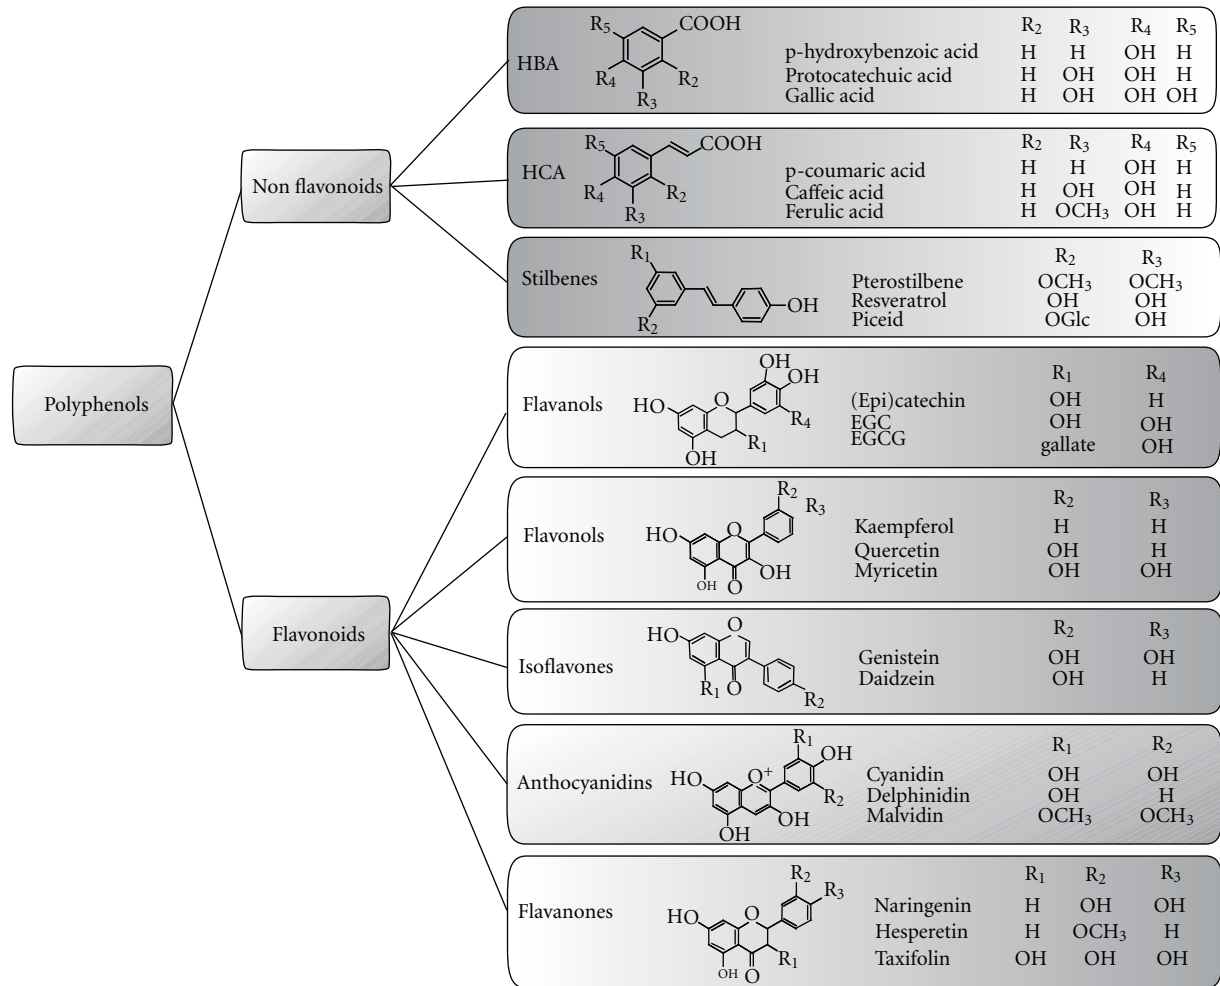 Polyphenols
Non flavonoids
Flavonoids
HBA
R5 COOH
R4 R2
R3
R2 R3 R4 R5
p-hydroxybenzoic acid H H OH H
Protocatechuic acid H OH OH H
Gallic acid H OH OH OH
HCA
R5 COOH
R4 R2
R3
R2 R3 R4 R5
p-coumaric acid H H OH H
Caffeic acid H OH OH H
Ferulic acid H OCH3 OH H
Stilbenes
R1
OH
R2
R2 R3
Pterostilbene OCH3 OCH3
Resveratrol OH OH
Piceid OGlc OH
Flavanols
OH
OH
HO O
R4
R1
OH
R1 R4
(Epi)catechin OH H
EGC OH OH
EGCG gallate OH
Flavonols
R2
R3
HO O
OH
OH O
R2 R3
Kaempferol H H
Quercetin OH H
Myricetin OH OH
Isoflavones
HO O
R1 O
R2
R2 R3
Genistein OH OH
Daidzein OH H
Anthocyanidins
R1
OH
HO O+
R2
OH
OH
R1 R2
Cyanidin OH OH
Delphinidin OH H
Malvidin OCH3 OCH3
Flavanones
R2
R3
HO O
R1
OH O
R1 R2 R3
Naringenin H OH OH
Hesperetin H OCH3 H
Taxifolin OH OH OH